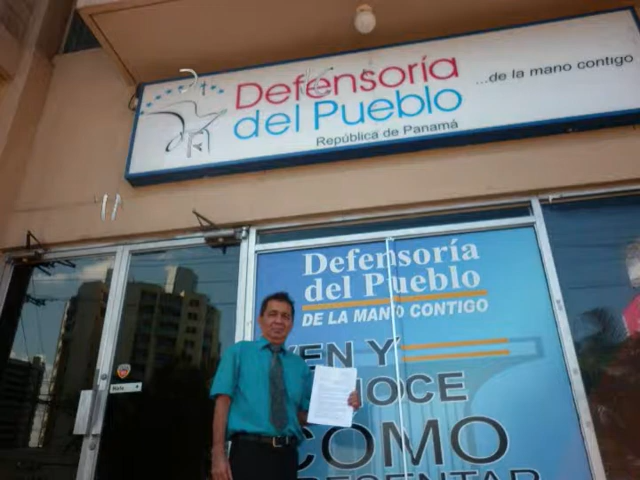 Defensoría
del Pueblo
...de la mano contigo
República de Panamá
Defensoría
del Pueblo
DE LA MANO CONTIGO
VEN Y
COMO